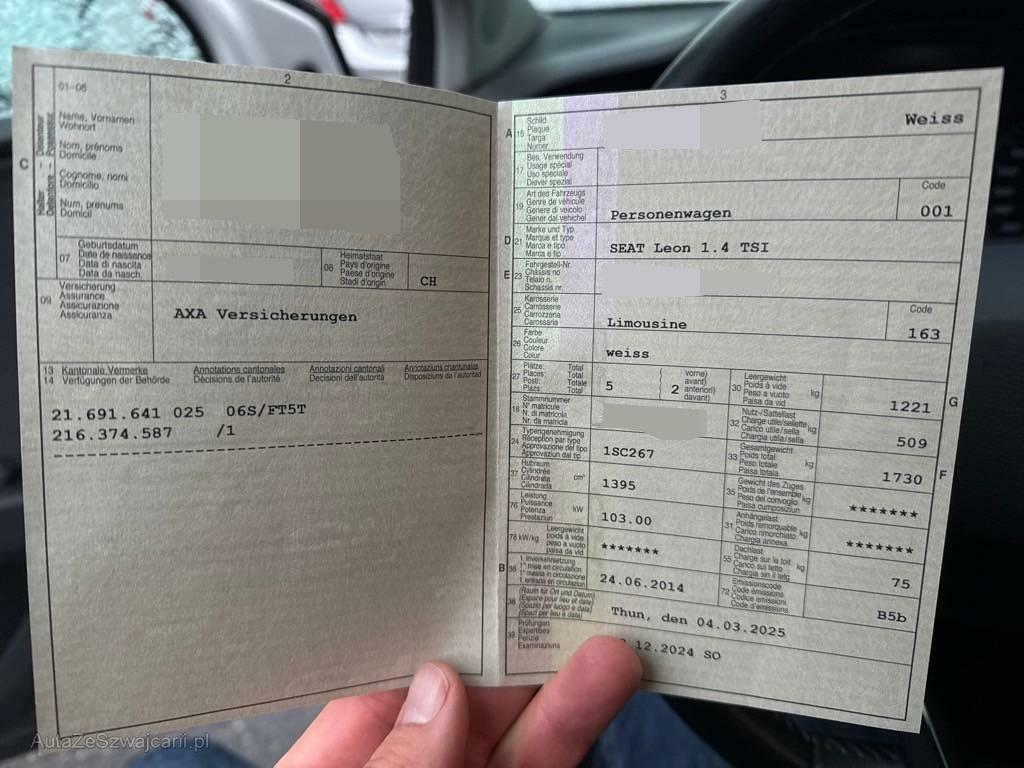 2
01-06
C
Halter - Détenteur
Detentore - Possessur
Name, Vornamen
Wohnort
Nom, prénoms
Domicile
Cognome, nomi
Domicilio
Num, prenums
Domicil
07
Geburtsdatum
Date de naissance
Data di nascita
Data da nasch.
08
Heimatstaat
Pays d'origine
Paese d'origine
Stadi d'origin
CH
09
Versicherung
Assurance
Assicurazione
Assicuranza
AXA Versicherungen
13 Kantonale Vermerke Annotations cantonales Annotazioni cantonali Annotaziuns chantunalas
14 Verfügungen der Behörde Décisions de l'autorité Decisioni dell'autorità Disposiziuns da l'autoritad
21.691.641 025 06S/FT5T
216.374.587 /1
3
A 15
Schild
Plaque
Targa
Numer
Weiss
17
Bes. Verwendung
Usage spécial
Uso speciale
Diever spezial
19
Art des Fahrzeugs
Genre de véhicule
Genere di veicolo
Gener dal vehichel
Personenwagen
Code
001
D 21
Marke und Typ
Marque et type
Marca e tipo
Marca e tip
SEAT Leon 1.4 TSI
E 23
Fahrgestell-Nr.
Châssis no
Telaio n.
Schassis nr.
25
Karosserie
Carrosserie
Carrozzeria
Carossaria
Limousine
Code
163
26
Farbe
Couleur
Colore
Colur
weiss
27
Plätze: Total
Places: Total
Posti: Totale
Plazs: Total
5
2
vorne)
avant)
anteriori)
davant)
30
Leergewicht
Poids à vide
Peso a vuoto
Paisa da vid
kg
1221
G
18
Stammnummer
N° matricule
N. di matricola
Nr. da matricla
32
Nutz-/Sattellast
Charge utile/sellette
Carico utile/sella
Chargia utila/sella
kg
509
24
Typengenehmigung
Réception par type
Approvazione del tipo
Approvaziun dal tip
1SC267
33
Gesamtgewicht
Poids total
Peso totale
Paisa totala
kg
1730
F
37
Hubraum
Cylindrée
Cilindrata
Cilindrada
cm³
1395
35
Gewicht des Zuges
Poids de l'ensemble
Peso del convoglio
Paisa cumposiziun
kg
*******
76
Leistung
Puissance
Potenza
Prestaziun
kW
103.00
31
Anhängelast
Poids remorquable
Carico rimorchiato
Chargia annexa
kg
*******
78 kW/kg
Leergewicht
poids à vide
peso a vuoto
paisa da vid
*******
55
Dachlast
Charge sur le toit
Carico sul tetto
Chargia sin il tetg
kg
75
B 36
1. Inverkehrsetzung
1re mise en circulation
1a messa in circolazione
1. entrada en circulaziun
24.06.2014
72
Emissionscode
Code émissions
Codice emissioni
Code d'emissiuns
B5b
38
(Raum für Ort und Datum)
(Espace pour lieu et date)
(Spazio per luogo e data)
(Spazi per lieu e data)
Thun, den 04.03.2025
39
Prüfungen
Expertises
Perizie
Examinaziuns
.12.2024 SO
AutaZeSzwajcarii.pl